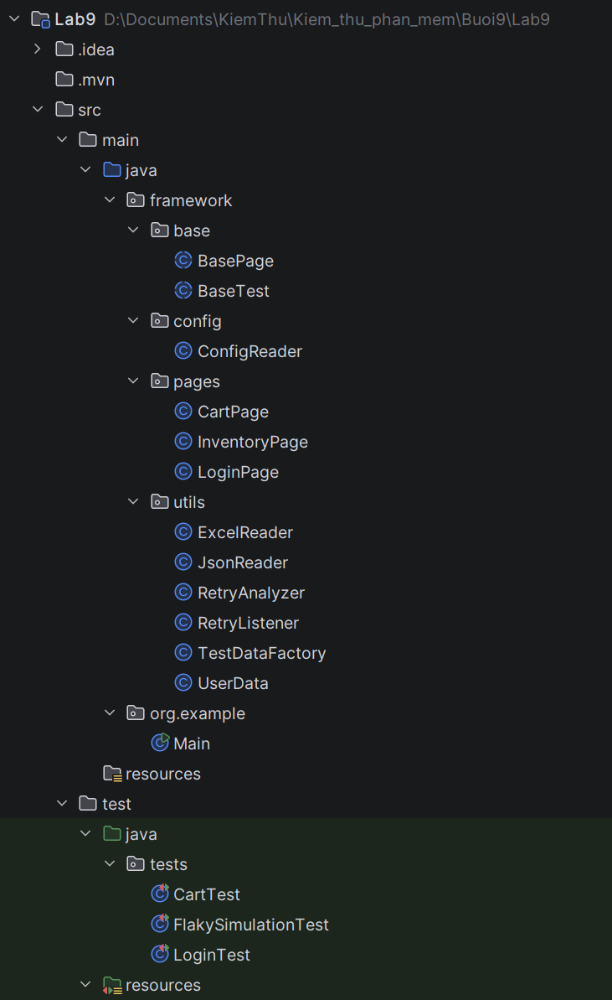 Lab9 D:\Documents\KiemThu\Kiem_thu_phan_mem\Buoi9\Lab9
.idea
.mvn
src
main
java
framework
base
BasePage
BaseTest
config
ConfigReader
pages
CartPage
InventoryPage
LoginPage
utils
ExcelReader
JsonReader
RetryAnalyzer
RetryListener
TestDataFactory
UserData
org.example
Main
resources
test
java
tests
CartTest
FlakySimulationTest
LoginTest
resources